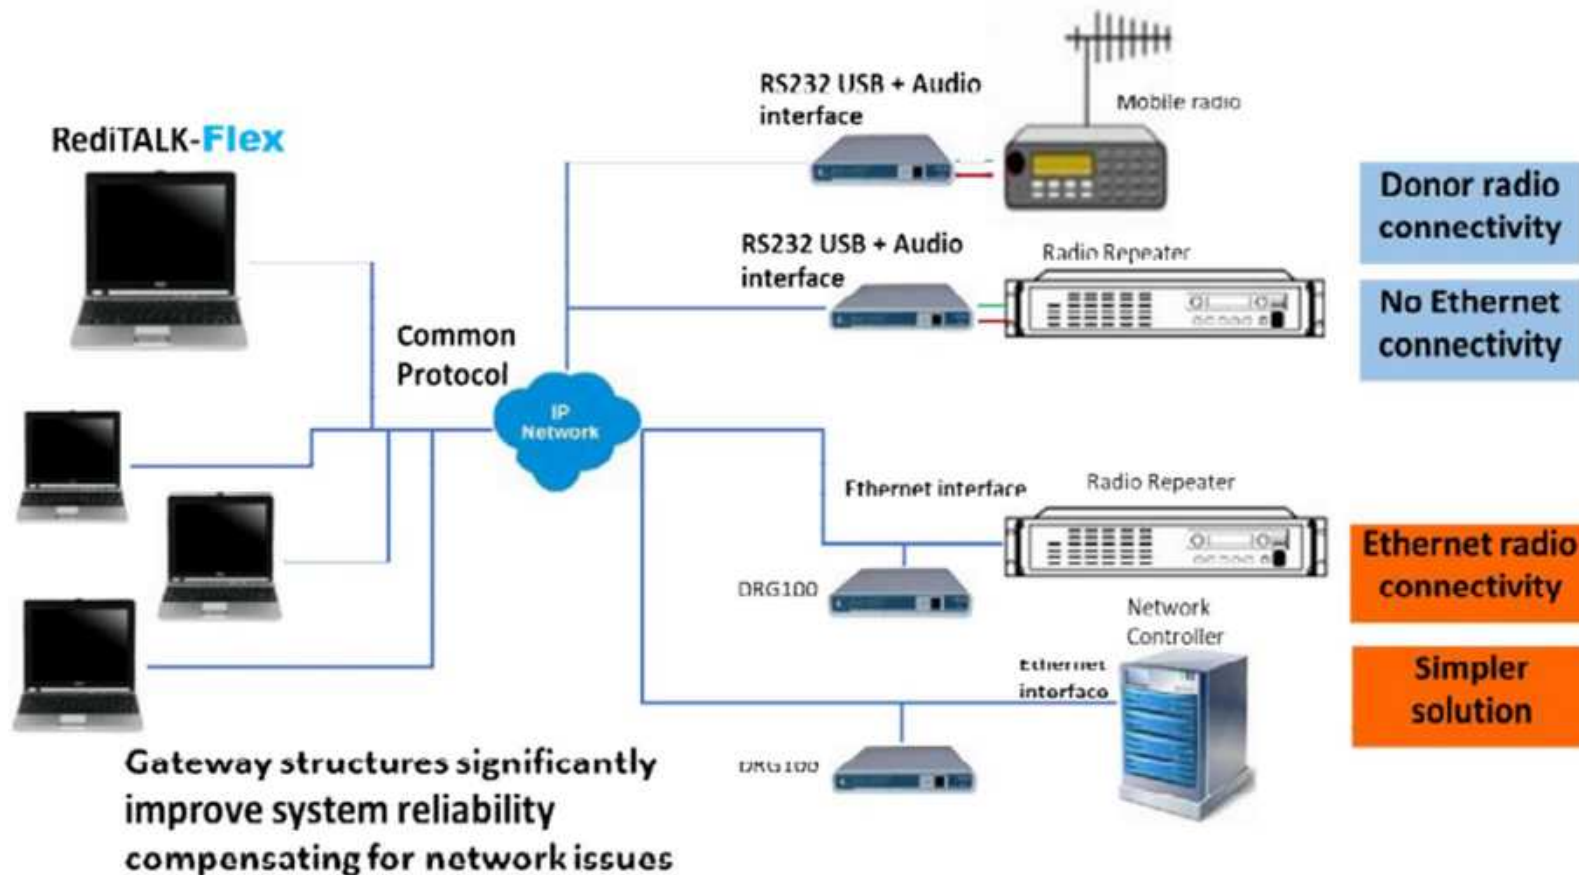 RediTALK-Flex
RS232 USB + Audio
interface
Mobile radio
Donor radio
connectivity
RS232 USB + Audio
interface
Radio Repeater
No Ethernet
connectivity
Common
Protocol
IP
Network
Ethernet interface
Radio Repeater
Ethernet radio
connectivity
DRG100
Network
Controller
Ethernet
interface
Simpler
solution
DRG100
Gateway structures significantly
improve system reliability
compensating for network issues